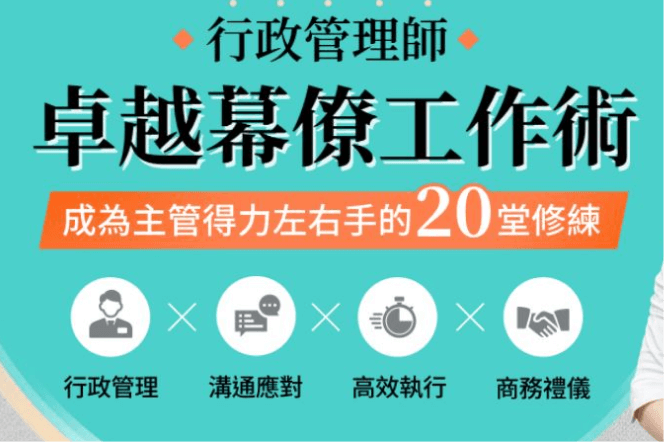 行政管理師
卓越幕僚工作術
成為主管得力左右手的20堂修練
行政管理
溝通應對
高效執行
商務禮儀